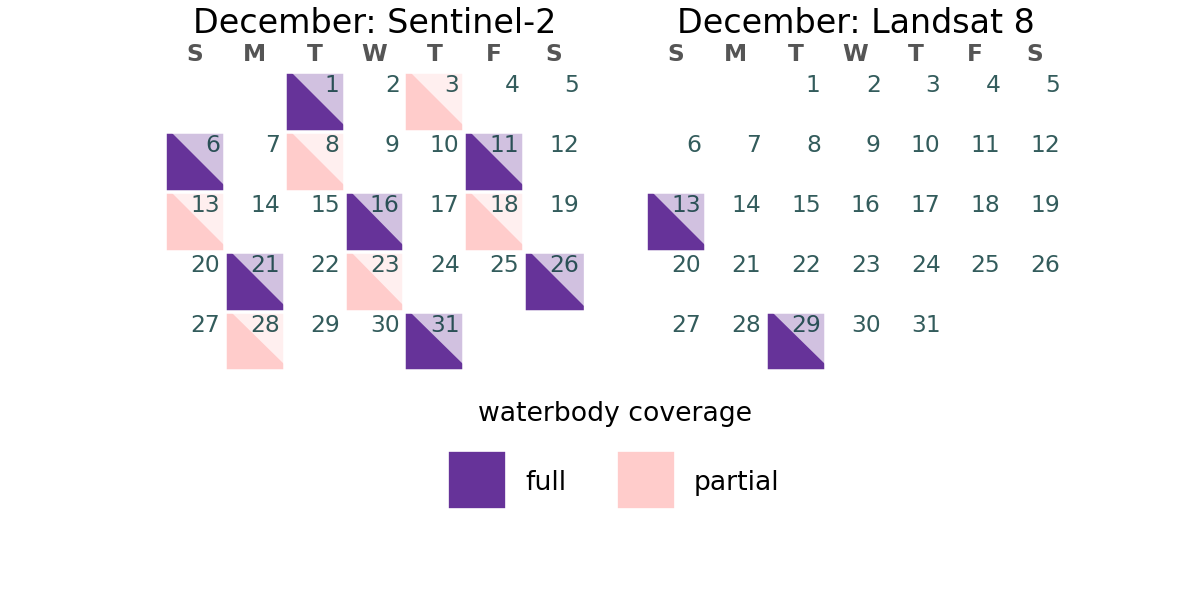 December: Sentinel-2
S M T W T F S
1 2 3 4 5
6 7 8 9 10 11 12
13 14 15 16 17 18 19
20 21 22 23 24 25 26
27 28 29 30 31
December: Landsat 8
S M T W T F S
1 2 3 4 5
6 7 8 9 10 11 12
13 14 15 16 17 18 19
20 21 22 23 24 25 26
27 28 29 30 31
waterbody coverage
full partial